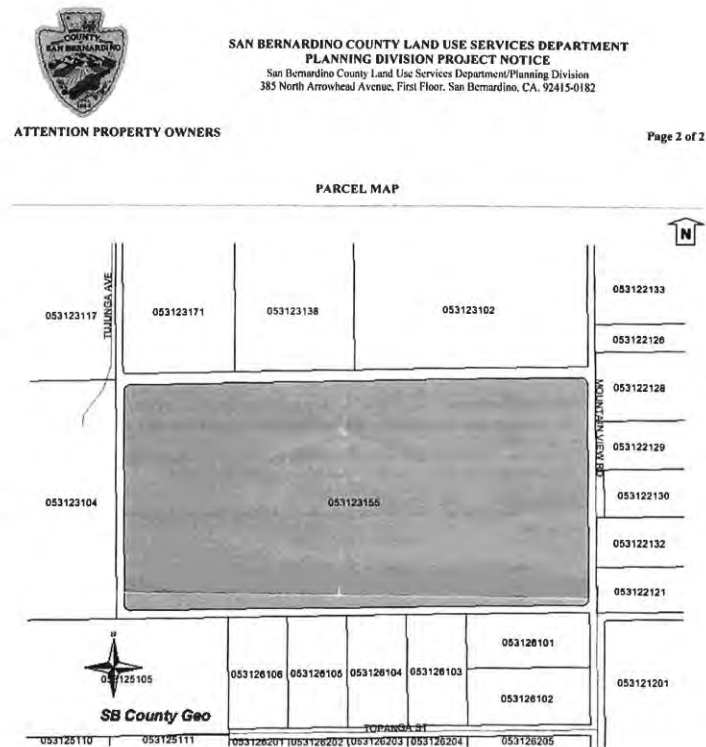 COUNTY
SAN BERNARDINO
SAN BERNARDINO COUNTY LAND USE SERVICES DEPARTMENT
PLANNING DIVISION PROJECT NOTICE
San Bernardino County Land Use Services Department/Planning Division
385 North Arrowhead Avenue, First Floor, San Bernardino, CA. 92415-0182
ATTENTION PROPERTY OWNERS
Page 2 of 2
PARCEL MAP
N
TUJUNGA AVE
053123117
053123171
053123138
053123102
053122133
053122126
053122128
MOUNTAIN VIEW RD
053122129
053123104
053123155
053122130
053122132
053122121
053126101
053126106
053126105
053126104
053126103
053126102
053121201
SB County Geo
TOPANGA ST
053125110
053125111
053126201
053126202
053126203
053126204
053126205